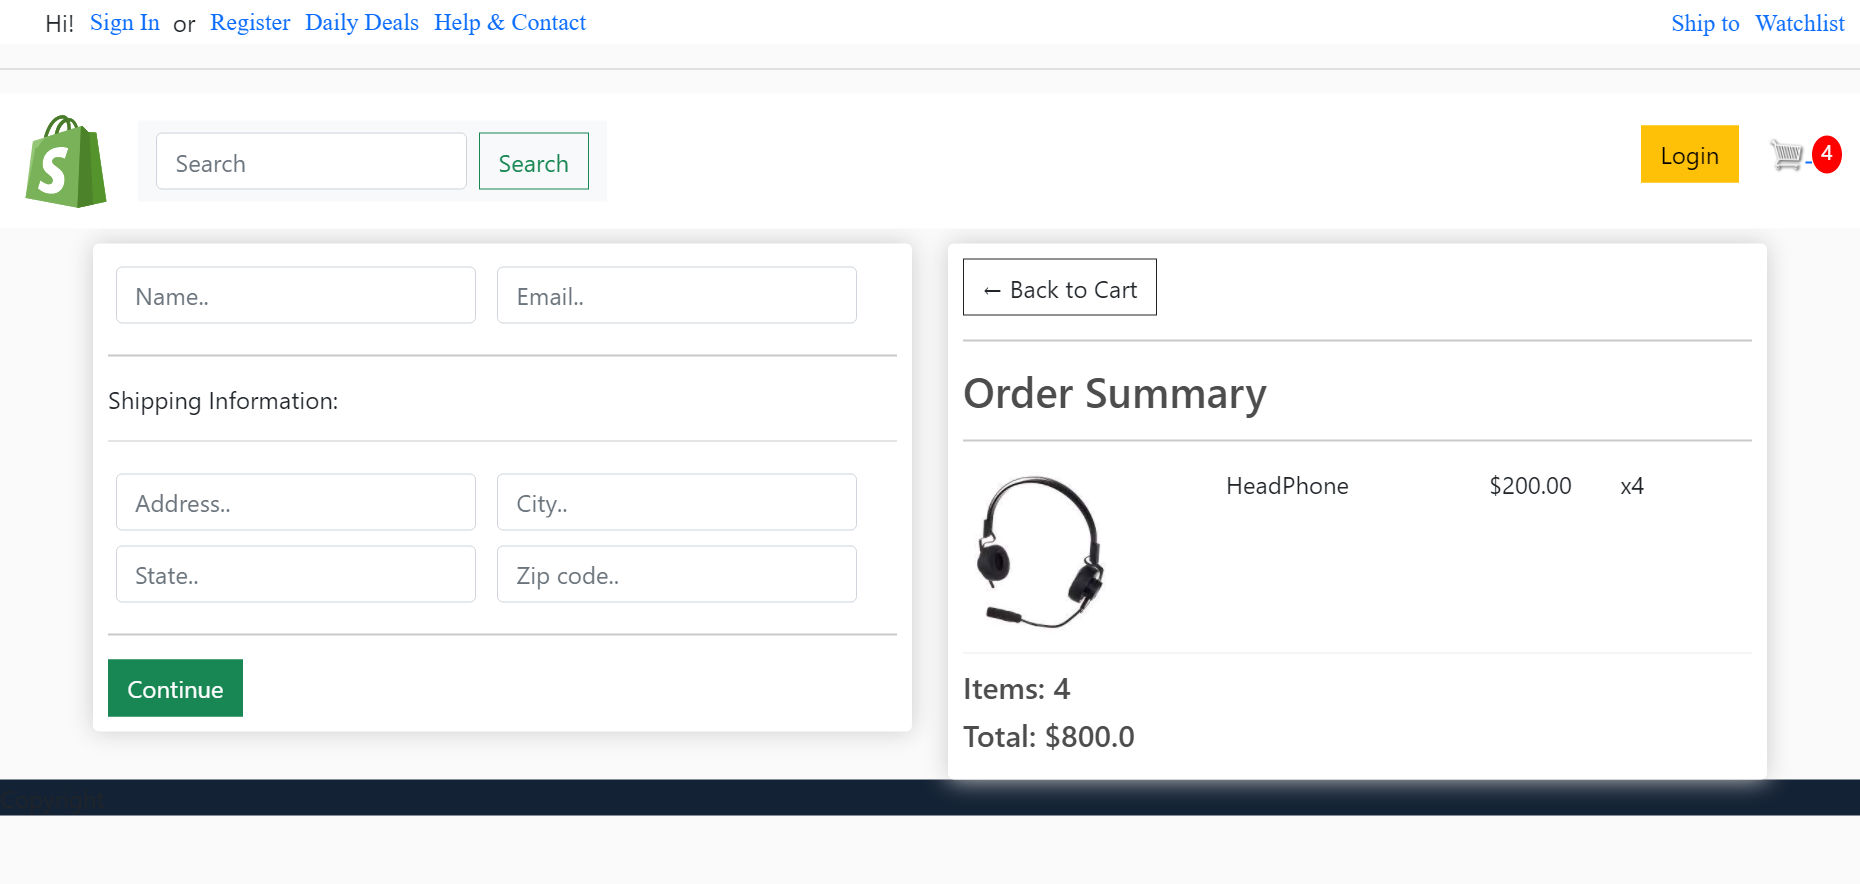 Hi! Sign In or Register Daily Deals Help & Contact Ship to Watchlist
S
Search Search Login 4
Name.. Email..
Shipping Information:
Address.. City..
State.. Zip code..
Continue
← Back to Cart
Order Summary
HeadPhone $200.00 x4
Items: 4
Total: $800.0
Copyright